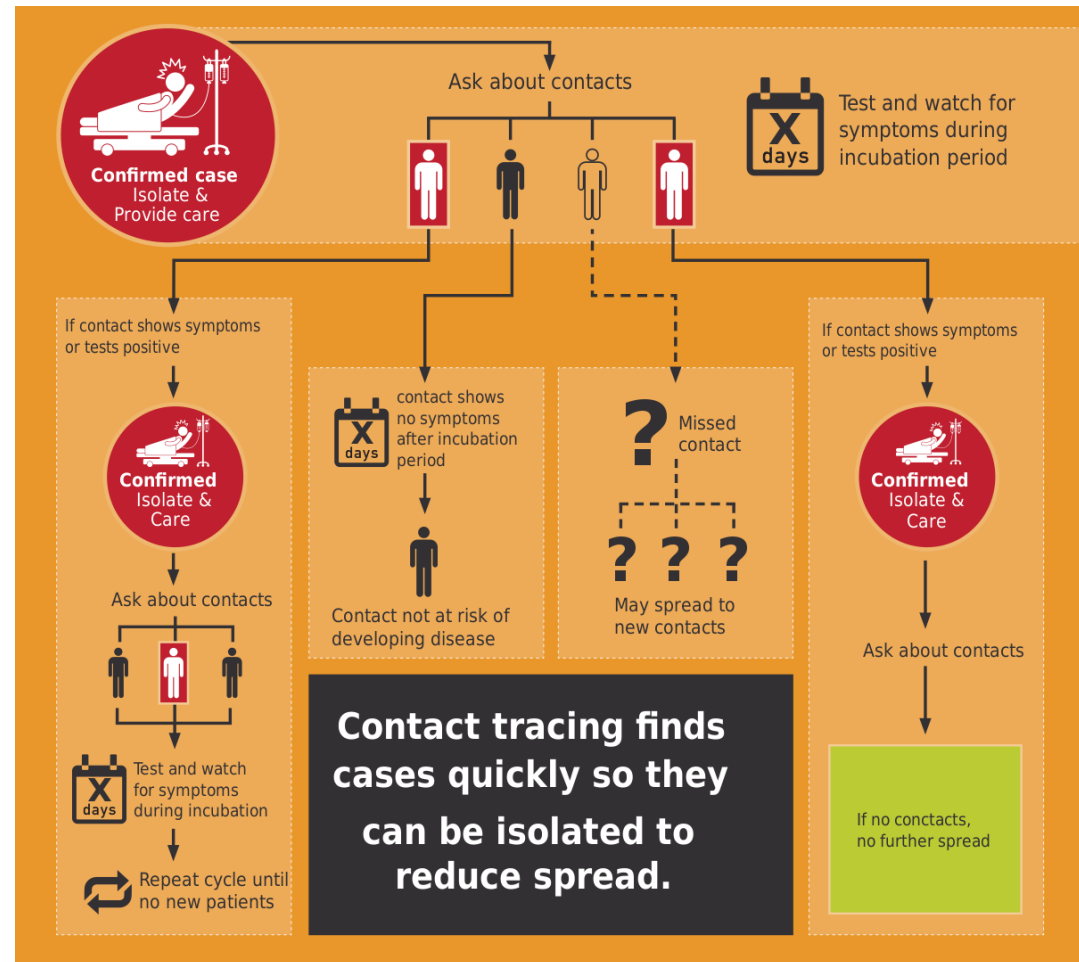 Confirmed case
Isolate &
Provide care
Ask about contacts
X
days
Test and watch for
symptoms during
incubation period
If contact shows symptoms
or tests positive
Confirmed
Isolate &
Care
Ask about contacts
X
days
Test and watch
for symptoms
during incubation
Repeat cycle until
no new patients
X
days
contact shows
no symptoms
after incubation
period
Contact not at risk of
developing disease
?
Missed
contact
? ? ?
May spread to
new contacts
If contact shows symptoms
or tests positive
Confirmed
Isolate &
Care
Ask about contacts
If no conctacts,
no further spread
Contact tracing finds
cases quickly so they
can be isolated to
reduce spread.